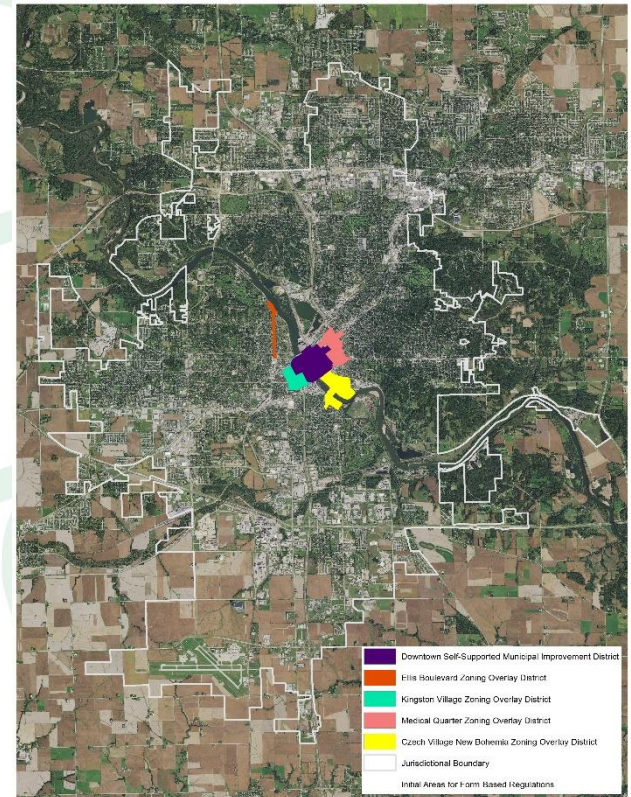 Downtown Self-Supported Municipal Improvement District
Ellis Boulevard Zoning Overlay District
Kingston Village Zoning Overlay District
Medical Quarter Zoning Overlay District
Czech Village New Bohemia Zoning Overlay District
Jurisdictional Boundary
Initial Areas for Form Based Regulations